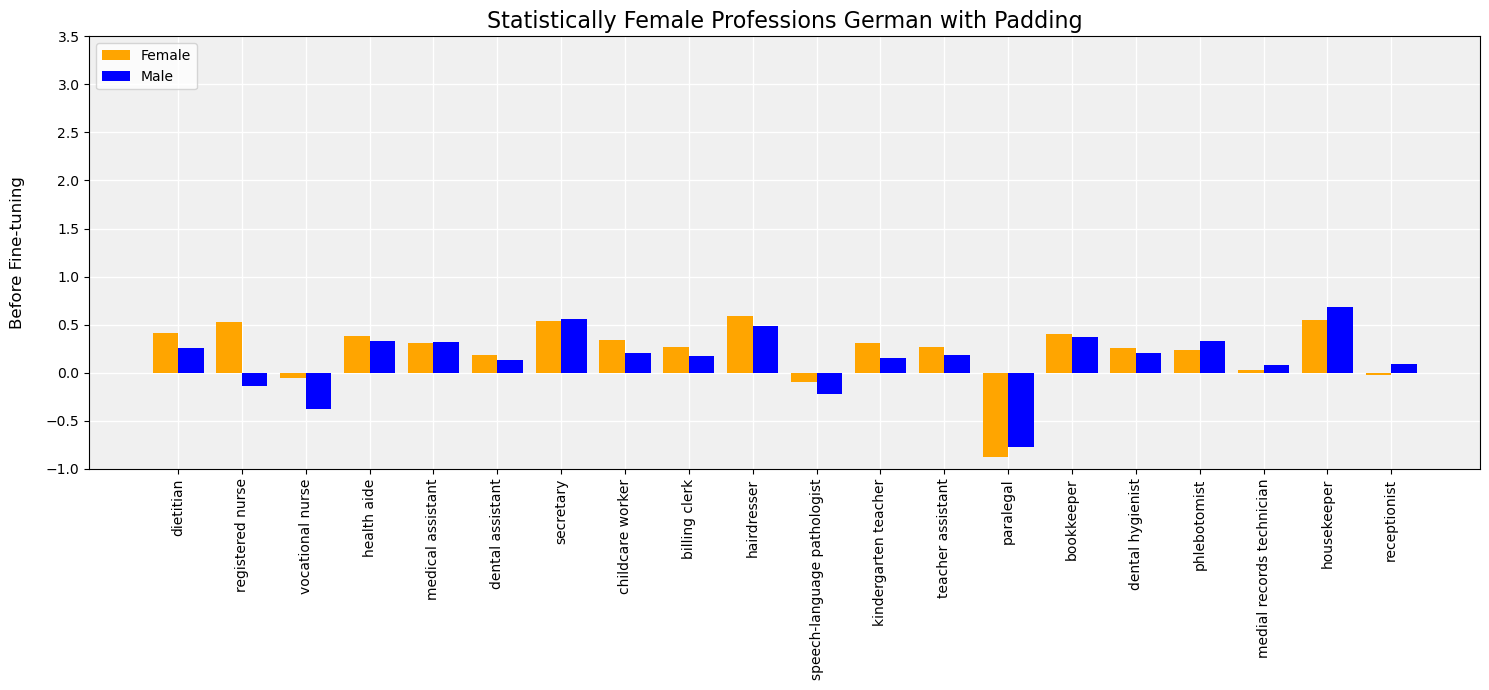 Statistically Female Professions German with Padding
Female
Male
Before Fine-tuning
3.5
3.0
2.5
2.0
1.5
1.0
0.5
0.0
−0.5
−1.0
dietitian
registered nurse
vocational nurse
health aide
medical assistant
dental assistant
secretary
childcare worker
billing clerk
hairdresser
speech-language pathologist
kindergarten teacher
teacher assistant
paralegal
bookkeeper
dental hygienist
phlebotomist
medial records technician
housekeeper
receptionist